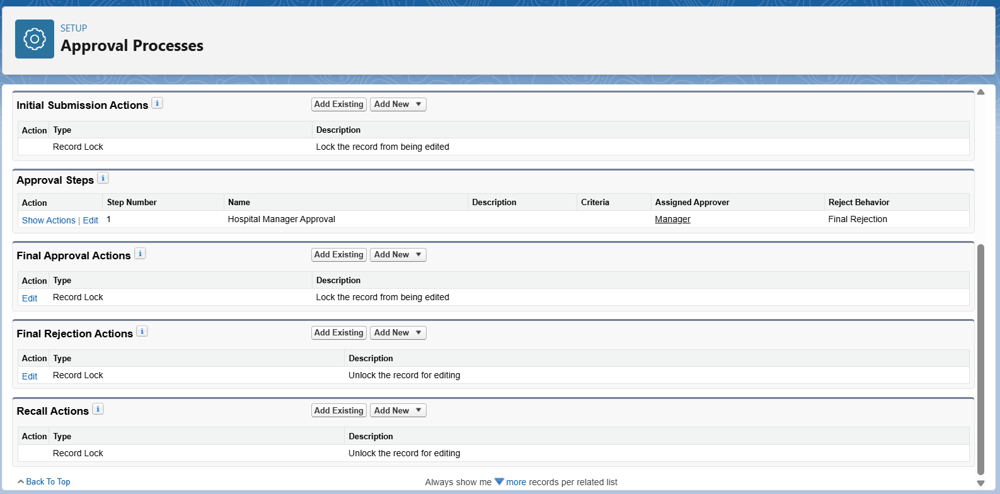 SETUP
Approval Processes
Initial Submission Actions i Add Existing Add New
Action Type Description
Record Lock Lock the record from being edited
Approval Steps i
Action Step Number Name Description Criteria Assigned Approver Reject Behavior
Show Actions | Edit 1 Hospital Manager Approval Manager Final Rejection
Final Approval Actions i Add Existing Add New
Action Type Description
Edit Record Lock Lock the record from being edited
Final Rejection Actions i Add Existing Add New
Action Type Description
Edit Record Lock Unlock the record for editing
Recall Actions i Add Existing Add New
Action Type Description
Record Lock Unlock the record for editing
Back To Top Always show me more records per related list